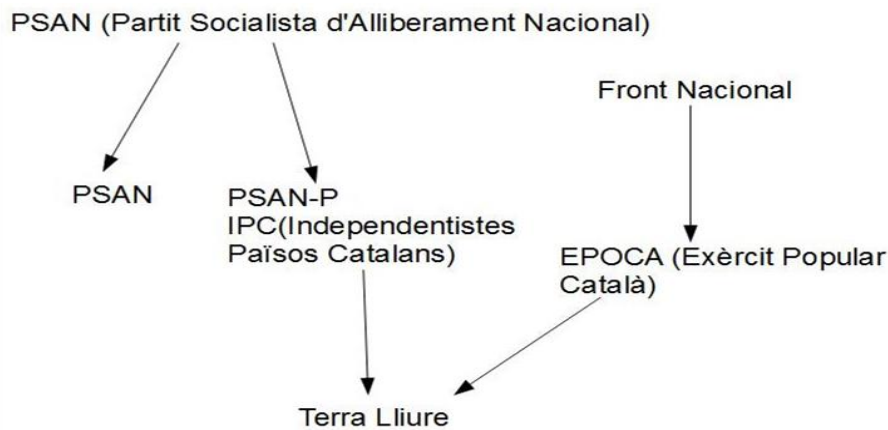 PSAN (Partit Socialista d'Alliberament Nacional)
Front Nacional
PSAN
PSAN-P
IPC(Independentistes
Països Catalans)
EPOCA (Exèrcit Popular
Català)
Terra Lliure